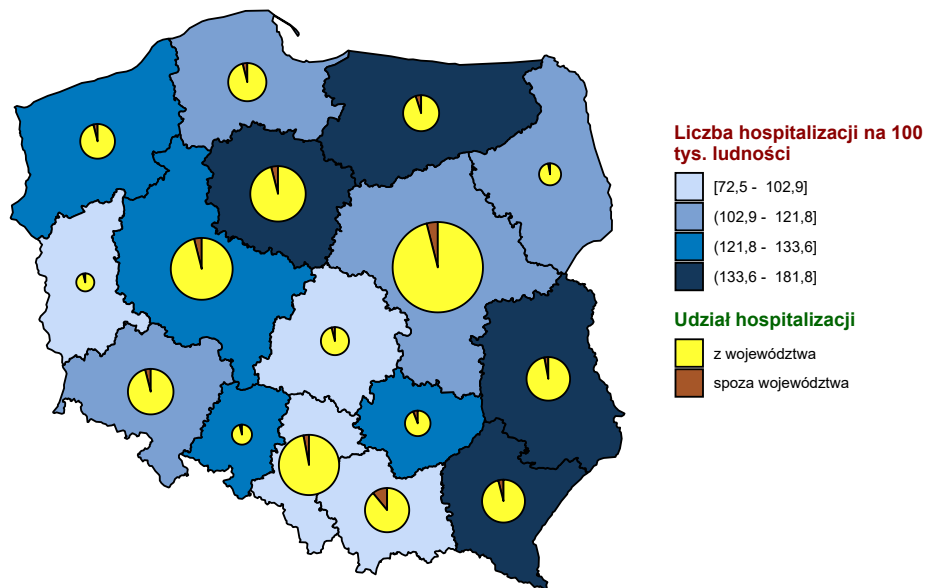 Liczba hospitalizacji na 100
tys. ludności
[72,5 - 102,9]
(102,9 - 121,8]
(121,8 - 133,6]
(133,6 - 181,8]
Udział hospitalizacji
z województwa
spoza województwa